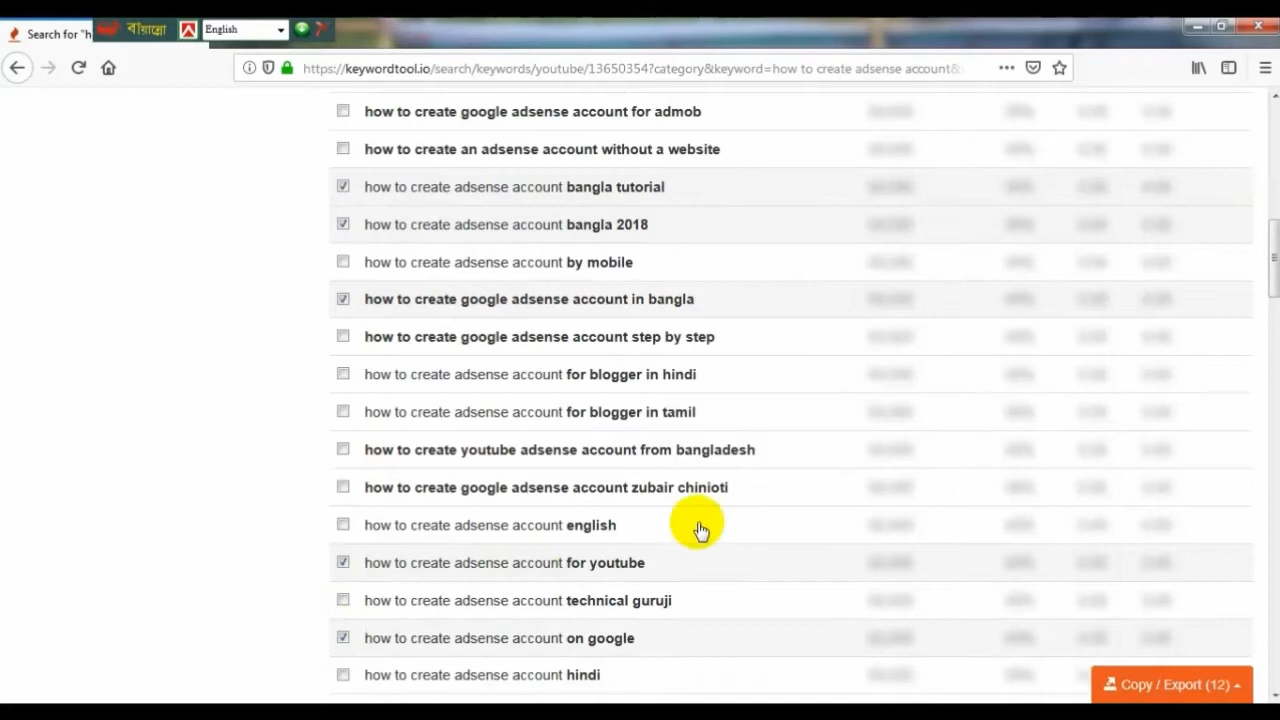 Search for "h
বায়ান্নো
English
https://keywordtool.io/search/keywords/youtube/13650354?category&keyword=how to create adsense account&
how to create google adsense account for admob
how to create an adsense account without a website
how to create adsense account bangla tutorial
how to create adsense account bangla 2018
how to create adsense account by mobile
how to create google adsense account in bangla
how to create google adsense account step by step
how to create adsense account for blogger in hindi
how to create adsense account for blogger in tamil
how to create youtube adsense account from bangladesh
how to create google adsense account zubair chinioti
how to create adsense account english
how to create adsense account for youtube
how to create adsense account technical guruji
how to create adsense account on google
how to create adsense account hindi
Copy / Export (12)